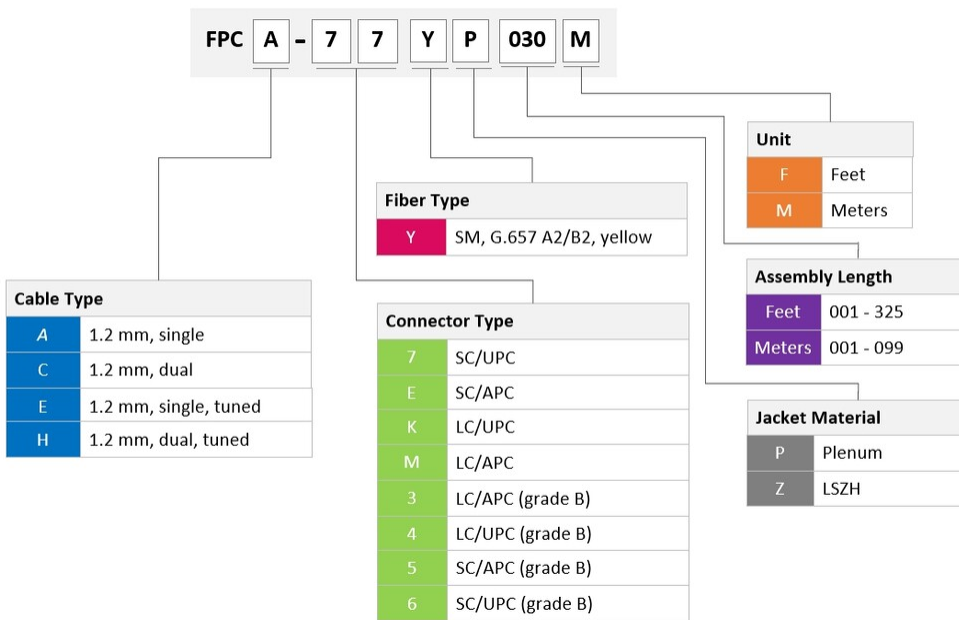 FPC A - 7 7 Y P 030 M
Unit
F Feet
M Meters
Fiber Type
Y SM, G.657 A2/B2, yellow
Assembly Length
Feet 001 - 325
Meters 001 - 099
Cable Type
A 1.2 mm, single
C 1.2 mm, dual
E 1.2 mm, single, tuned
H 1.2 mm, dual, tuned
Connector Type
7 SC/UPC
E SC/APC
K LC/UPC
M LC/APC
3 LC/APC (grade B)
4 LC/UPC (grade B)
5 SC/APC (grade B)
6 SC/UPC (grade B)
Jacket Material
P Plenum
Z LSZH